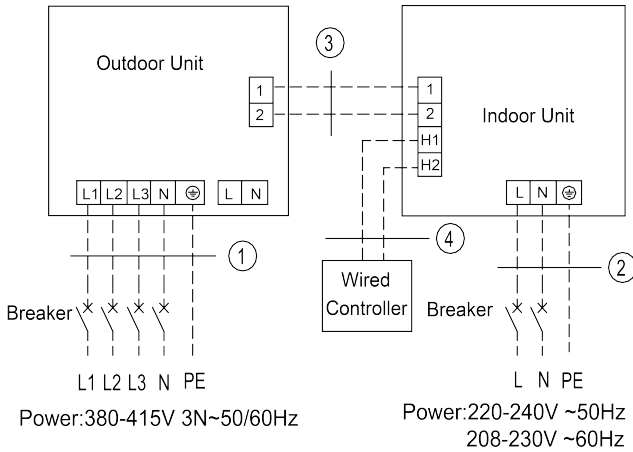 Outdoor Unit
1
2
L1 L2 L3 N L N
3
1
2
H1
H2
Indoor Unit
L N
1
4
2
Wired
Controller
Breaker
L1 L2 L3 N PE
Power:380-415V 3N~50/60Hz
Breaker
L N PE
Power:220-240V ~50Hz
208-230V ~60Hz